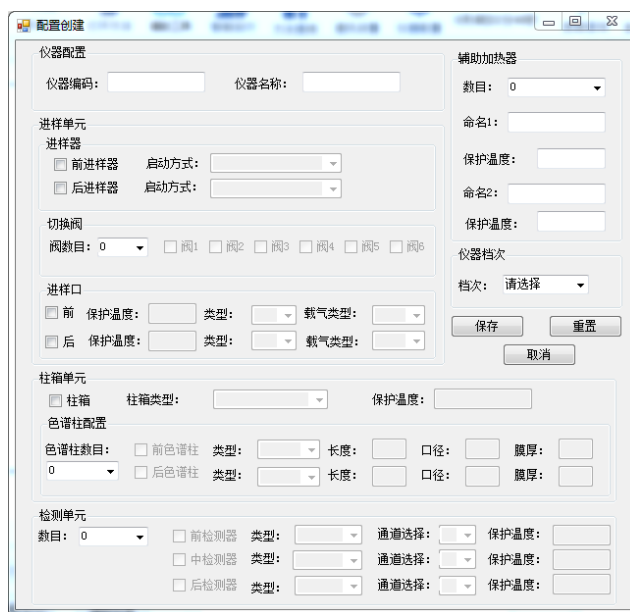 配置创建
仪器配置
仪器编码： 仪器名称：
进样单元
进样器
前进样器 启动方式：
后进样器 启动方式：
切换阀
阀数目： 0 阀1 阀2 阀3 阀4 阀5 阀6
进样口
前 保护温度： 类型： 载气类型：
后 保护温度： 类型： 载气类型：
辅助加热器
数目： 0
命名1：
保护温度：
命名2：
保护温度：
仪器档次
档次： 请选择
保存 重置
取消
柱箱单元
柱箱 柱箱类型： 保护温度：
色谱柱配置
色谱柱数目： 前色谱柱 类型： 长度： 口径： 膜厚：
0 后色谱柱 类型： 长度： 口径： 膜厚：
检测单元
数目： 0 前检测器 类型： 通道选择： 保护温度：
中检测器 类型： 通道选择： 保护温度：
后检测器 类型： 通道选择： 保护温度：